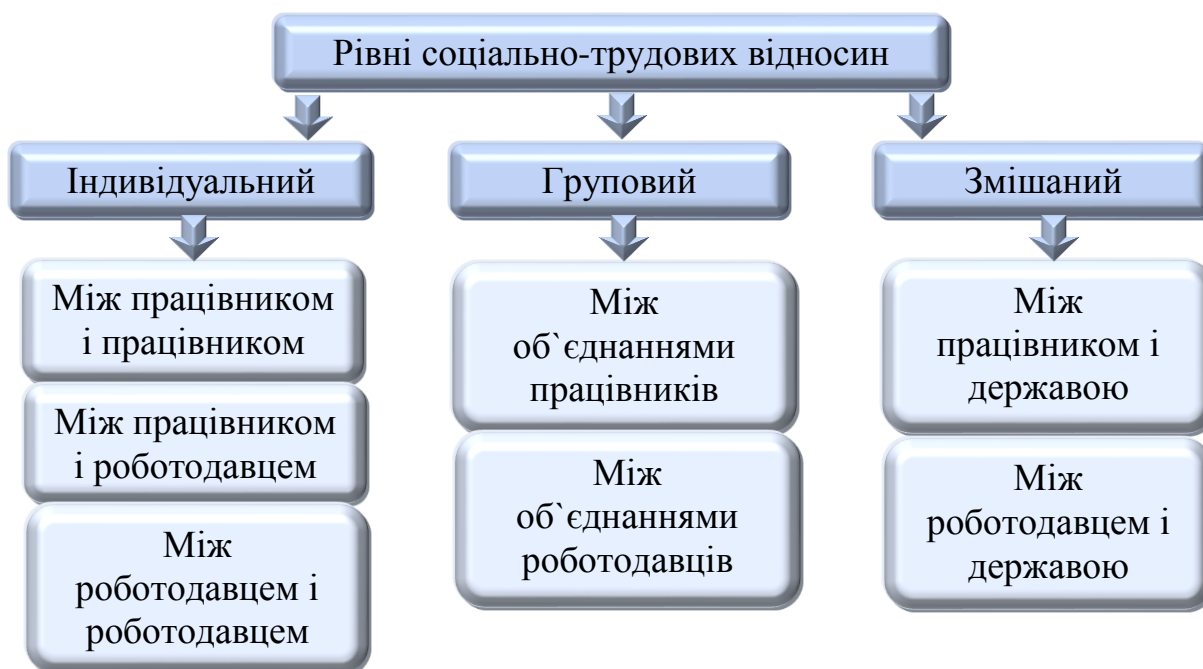 Рівні соціально-трудових відносин
Індивідуальний
Груповий
Змішаний
Між працівником
і працівником
Між працівником
і роботодавцем
Між
роботодавцем і
роботодавцем
Між
об`єднаннями
працівників
Між
об`єднаннями
роботодавців
Між
працівником і
державою
Між
роботодавцем і
державою